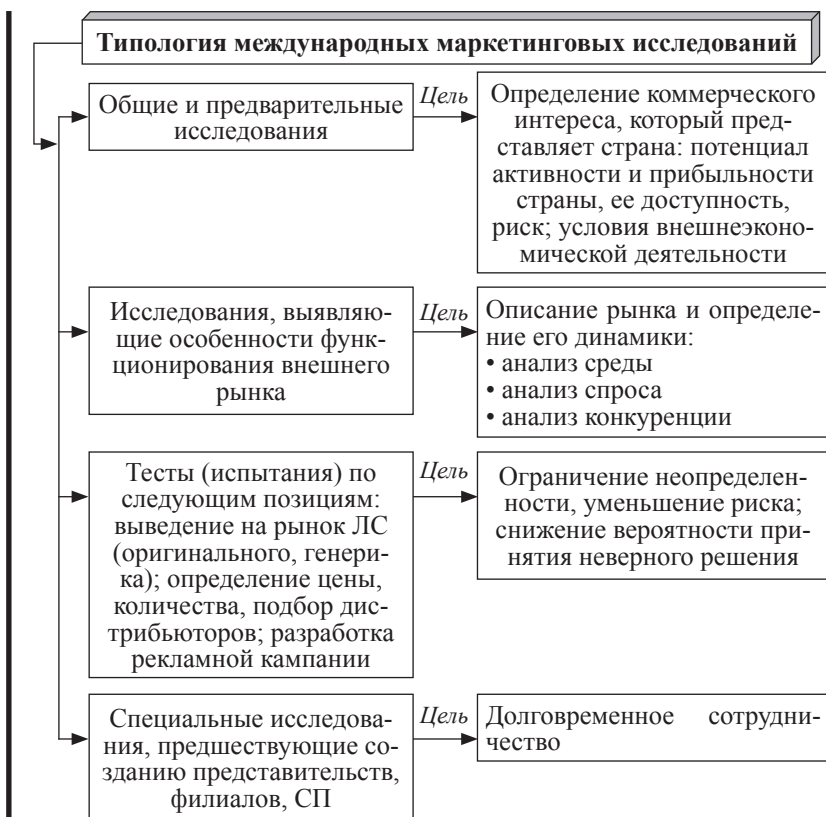 Типология международных маркетинговых исследований
Общие и предварительные
исследования
Цель
Определение коммерческого
интереса, который пред-
ставляет страна: потенциал
активности и прибыльности
страны, ее доступность,
риск; условия внешнеэконо-
мической деятельности
Исследования, выявляю-
щие особенности функ-
ционирования внешнего
рынка
Цель
Описание рынка и определе-
ние его динамики:
• анализ среды
• анализ спроса
• анализ конкуренции
Тесты (испытания) по
следующим позициям:
выведение на рынок ЛС
(оригинального, генери-
ка); определение цены,
количества, подбор дис-
трибьюторов; разработка
рекламной кампании
Цель
Ограничение неопределен-
ности, уменьшение риска;
снижение вероятности при-
нятия неверного решения
Специальные исследова-
ния, предшествующие со-
зданию представительств,
филиалов, СП
Цель
Долговременное сотрудни-
чество